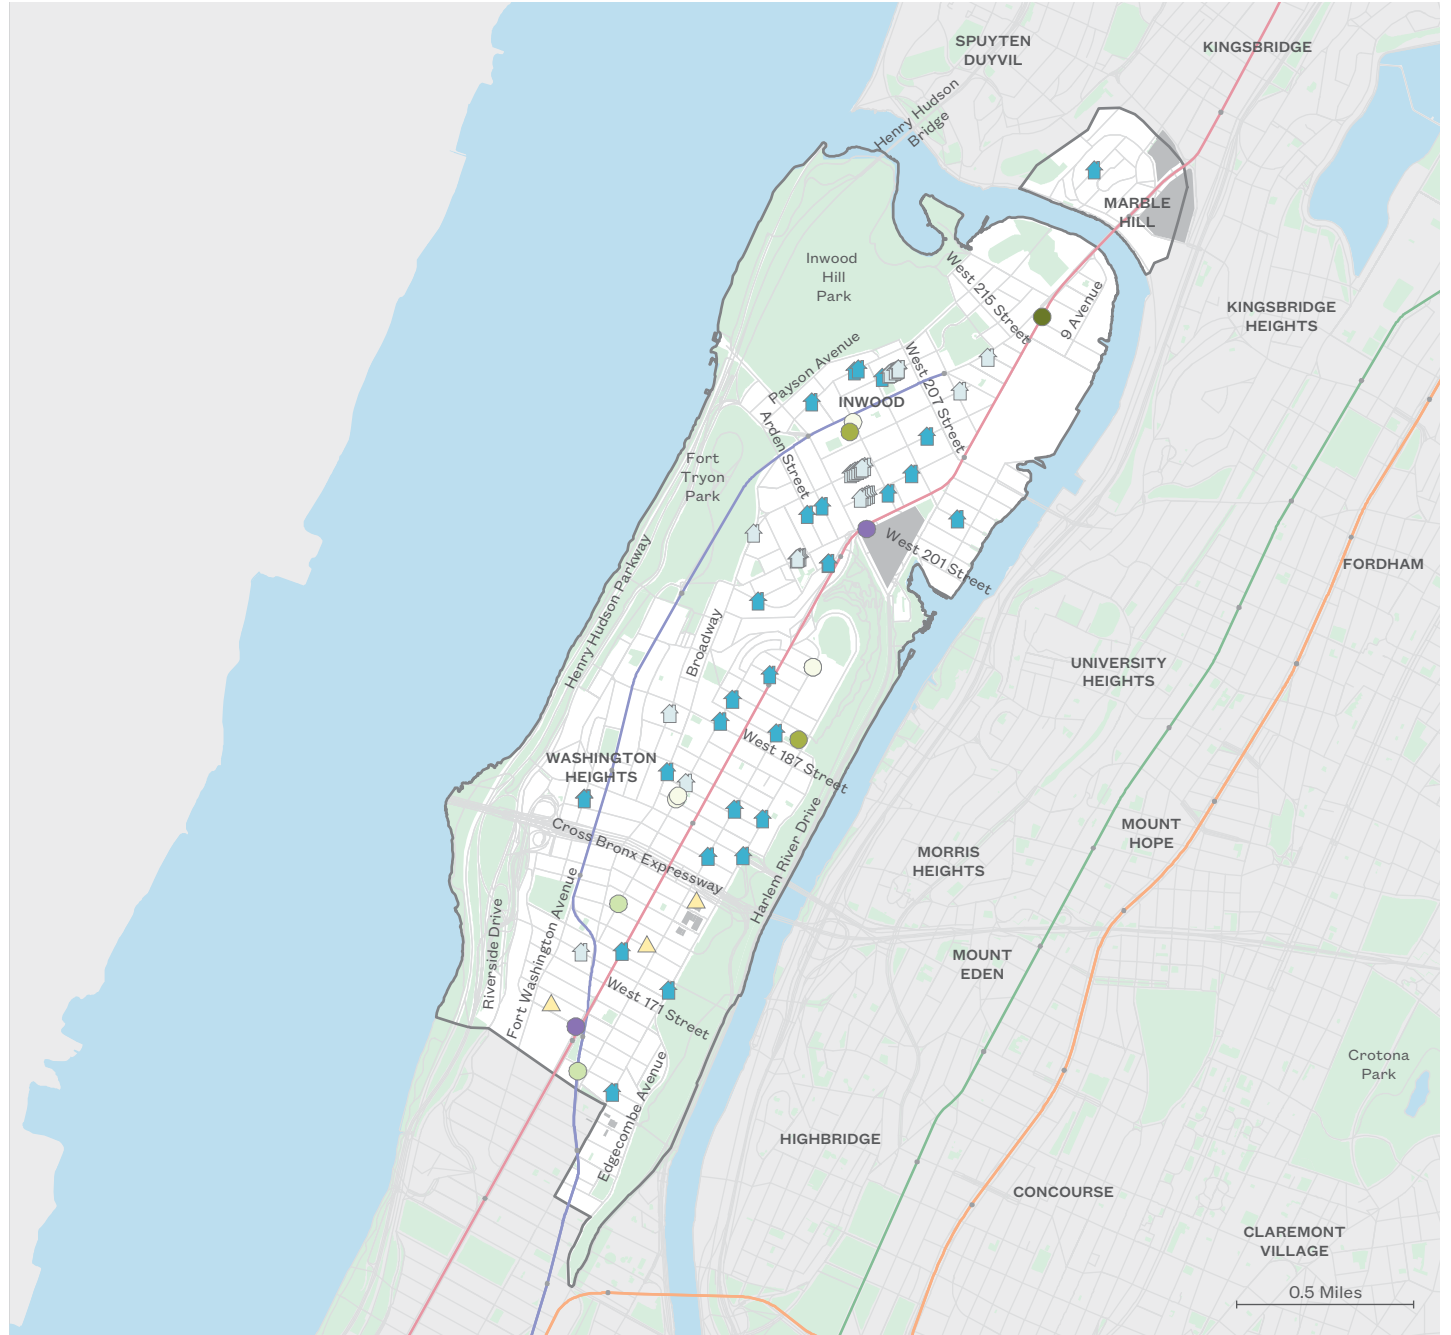 SPUYTEN
DUYVIL
KINGSBRIDGE
Henry Hudson
Bridge
MARBLE
HILL
Inwood
Hill
Park
West 215 Street
9 Avenue
KINGSBRIDGE
HEIGHTS
Payson Avenue
West 207 Street
INWOOD
Arden Street
Fort
Tryon
Park
West 201 Street
FORDHAM
Henry Hudson Parkway
Broadway
UNIVERSITY
HEIGHTS
West 187 Street
WASHINGTON
HEIGHTS
Cross Bronx Expressway
Harlem River Drive
MOUNT
HOPE
MORRIS
HEIGHTS
Riverside Drive
Fort Washington Avenue
MOUNT
EDEN
West 171 Street
Edgecombe Avenue
Crotona
Park
HIGHBRIDGE
CONCOURSE
CLAREMONT
VILLAGE
0.5 Miles